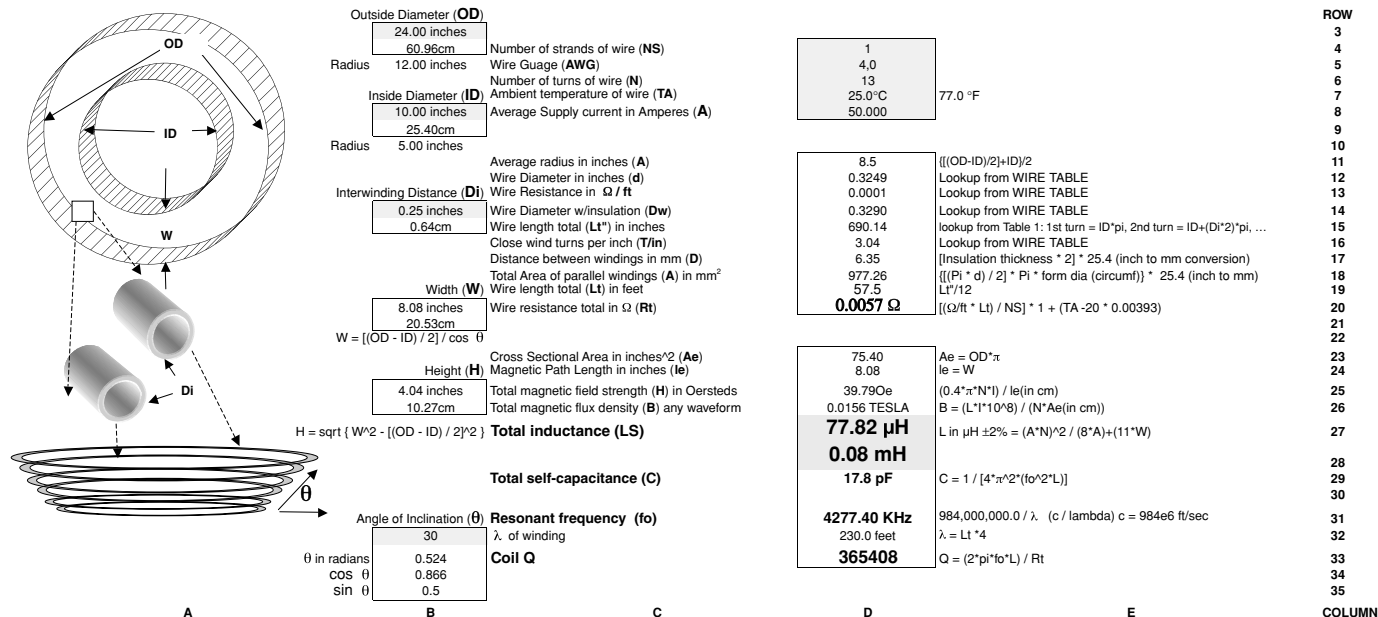 Outside Diameter (OD) ROW
24.00 inches 3
60.96cm Number of strands of wire (NS) 1 4
Radius 12.00 inches Wire Guage (AWG) 4,0 5
Number of turns of wire (N) 13 6
Inside Diameter (ID) Ambient temperature of wire (TA) 25.0°C 77.0 °F 7
10.00 inches Average Supply current in Amperes (A) 50.000 8
25.40cm 9
Radius 5.00 inches 10
Average radius in inches (A) 8.5 {[(OD-ID)/2]+ID}/2 11
Wire Diameter in inches (d) 0.3249 Lookup from WIRE TABLE 12
Interwinding Distance (Di) Wire Resistance in Ω / ft 0.0001 Lookup from WIRE TABLE 13
0.25 inches Wire Diameter w/insulation (Dw) 0.3290 Lookup from WIRE TABLE 14
0.64cm Wire length total (Lt") in inches 690.14 lookup from Table 1: 1st turn = ID*pi, 2nd turn = ID+(Di*2)*pi, … 15
Close wind turns per inch (T/in) 3.04 Lookup from WIRE TABLE 16
Distance between windings in mm (D) 6.35 [Insulation thickness * 2] * 25.4 (inch to mm conversion) 17
Total Area of parallel windings (A) in mm² 977.26 {[(Pi * d) / 2] * Pi * form dia (circumf)} * 25.4 (inch to mm) 18
Width (W) Wire length total (Lt) in feet 57.5 Lt"/12 19
8.08 inches Wire resistance total in Ω (Rt) 0.0057 Ω [(Ω/ft * Lt) / NS] * 1 + (TA -20 * 0.00393) 20
20.53cm 21
W = [(OD - ID) / 2] / cos θ 22
Cross Sectional Area in inches^2 (Ae) 75.40 Ae = OD*π 23
Height (H) Magnetic Path Length in inches (le) 8.08 le = W 24
4.04 inches Total magnetic field strength (H) in Oersteds 39.79Oe (0.4*π*N*I) / le(in cm) 25
10.27cm Total magnetic flux density (B) any waveform 0.0156 TESLA B = (L*I*10^8) / (N*Ae(in cm)) 26
H = sqrt { W^2 - [(OD - ID) / 2]^2 } Total inductance (LS) 77.82 µH L in µH ±2% = (A*N)^2 / (8*A)+(11*W) 27
0.08 mH 28
Total self-capacitance (C) 17.8 pF C = 1 / [4*π^2*(fo^2*L)] 29
30
Angle of Inclination (θ) Resonant frequency (fo) 4277.40 KHz 984,000,000.0 / λ (c / lambda) c = 984e6 ft/sec 31
30 λ of winding 230.0 feet λ = Lt *4 32
θ in radians 0.524 Coil Q 365408 Q = (2*pi*fo*L) / Rt 33
cos θ 0.866 34
sin θ 0.5 35
A B C D E COLUMN
OD
ID
W
Di
θ